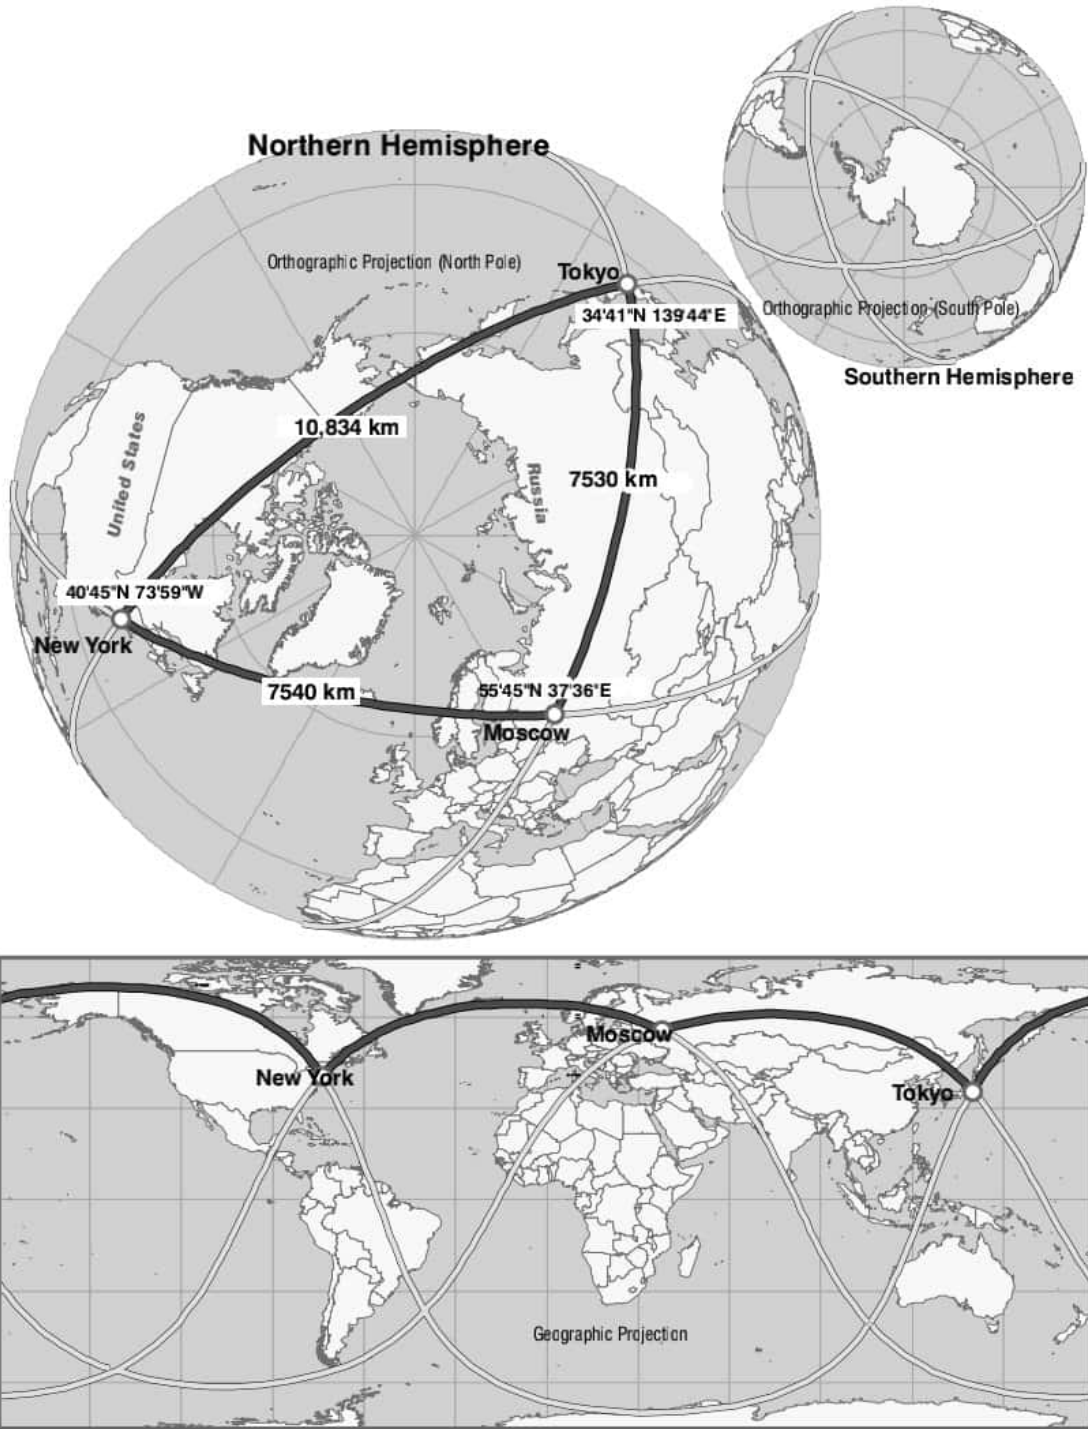 Northern Hemisphere
Orthographic Projection (North Pole)
Tokyo
34'41"N 139'44"E
Orthographic Projection (South Pole)
Southern Hemisphere
United States
10,834 km
Russia
7530 km
40'45"N 73'59"W
New York
7540 km
55'45"N 37'36"E
Moscow
Moscow
New York
Tokyo
Geographic Projection